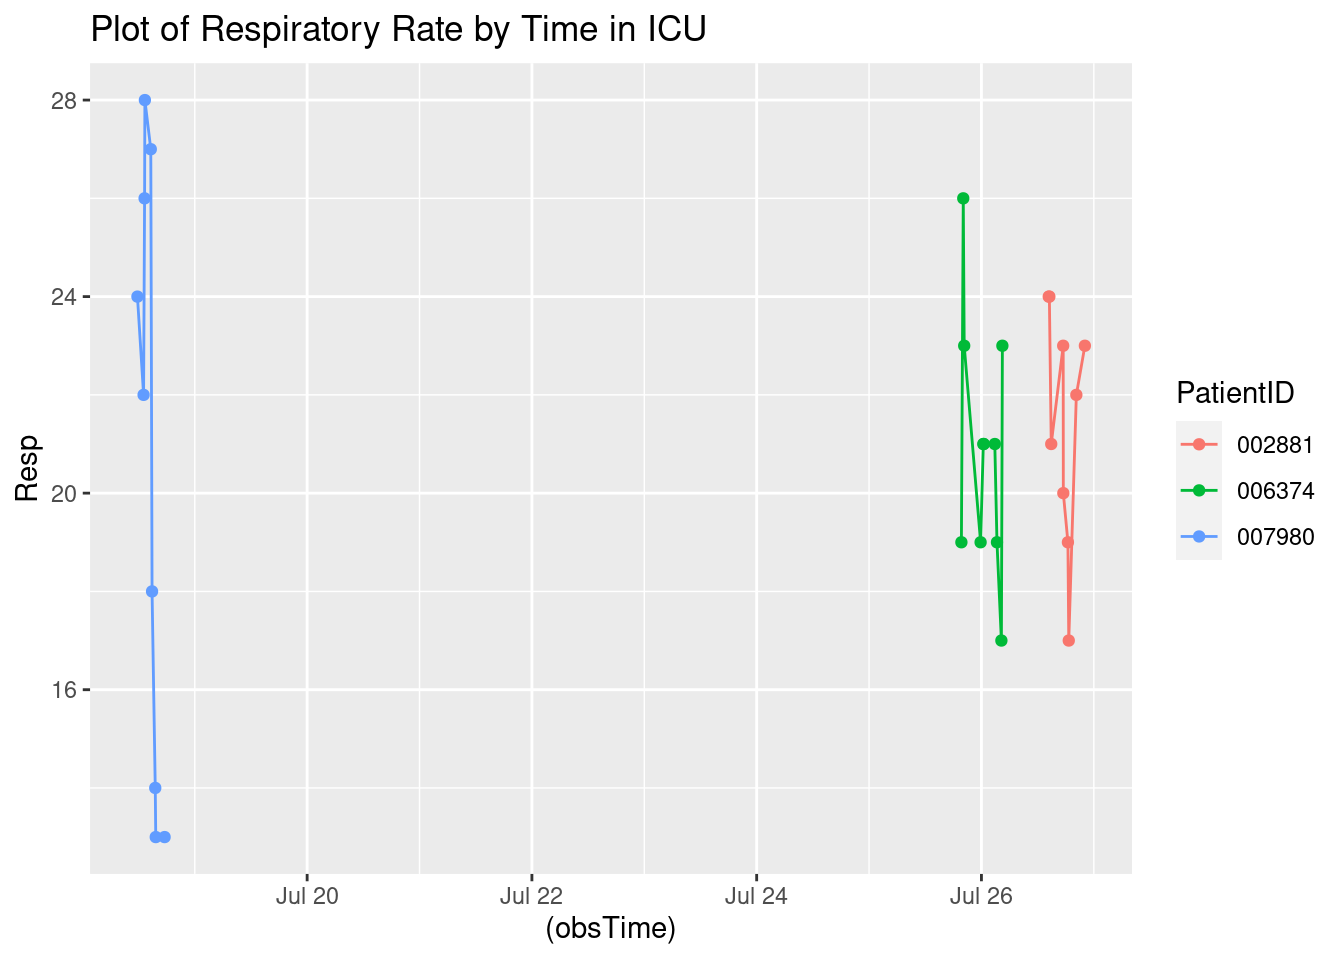 Plot of Respiratory Rate by Time in ICU
28
24
20
16
Resp
Jul 20
Jul 22
Jul 24
Jul 26
(obsTime)
PatientID
002881
006374
007980